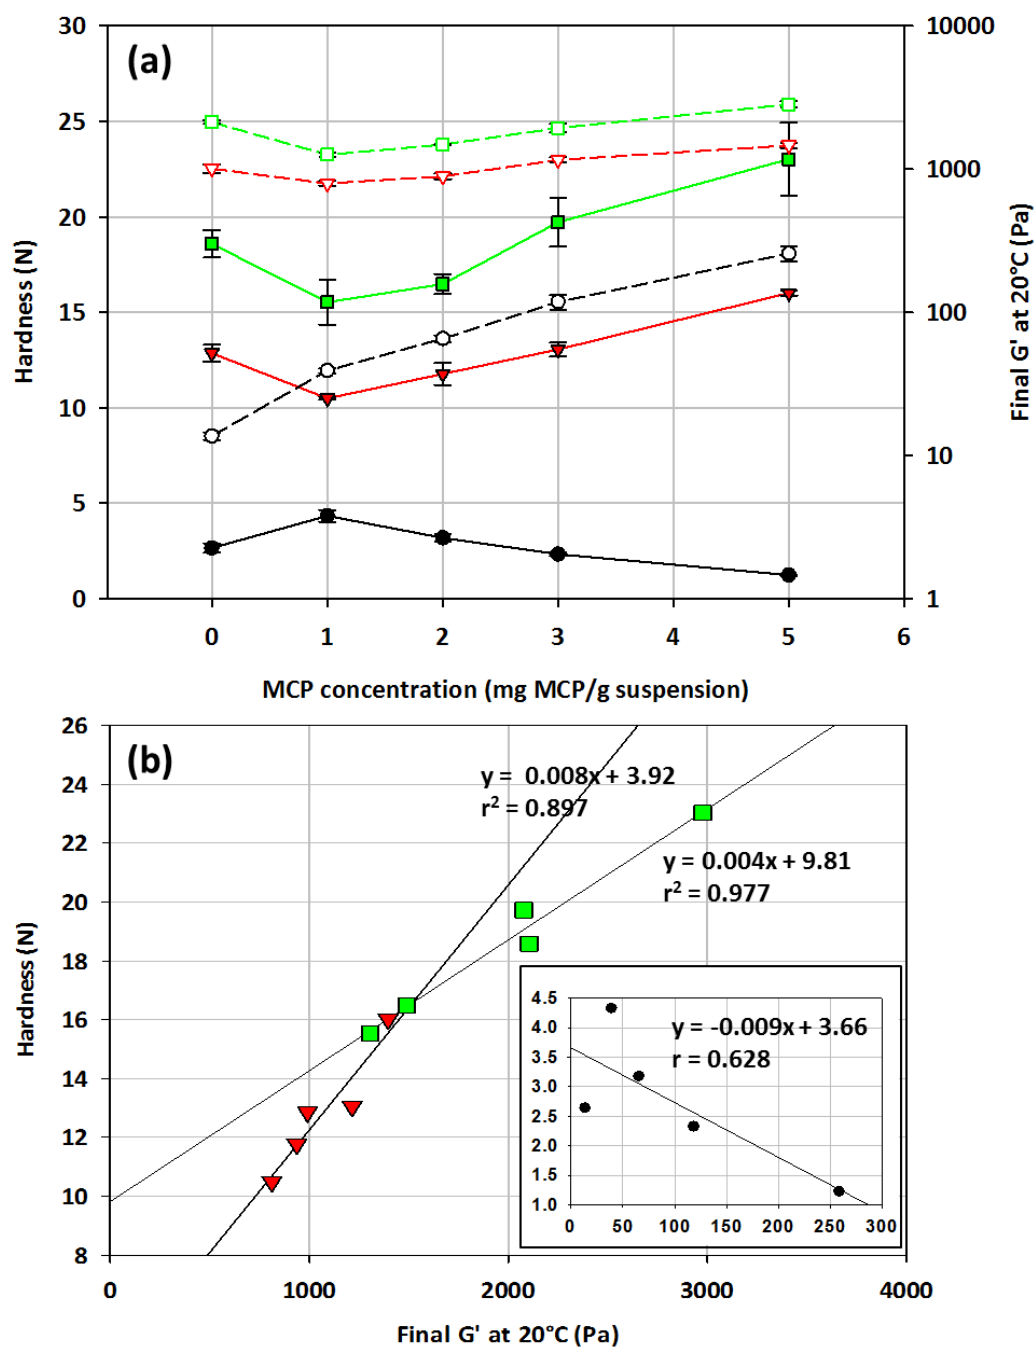 (a)
30
25
20
15
10
5
0
Hardness (N)
10000
1000
100
10
1
Final G' at 20°C (Pa)
0 1 2 3 4 5 6
MCP concentration (mg MCP/g suspension)
(b)
26
24
22
20
18
16
14
12
10
8
Hardness (N)
y = 0.008x + 3.92
r² = 0.897
y = 0.004x + 9.81
r² = 0.977
4.5
4.0
3.5
3.0
2.5
2.0
1.5
1.0
y = -0.009x + 3.66
r = 0.628
0 50 100 150 200 250 300
0 1000 2000 3000 4000
Final G' at 20°C (Pa)